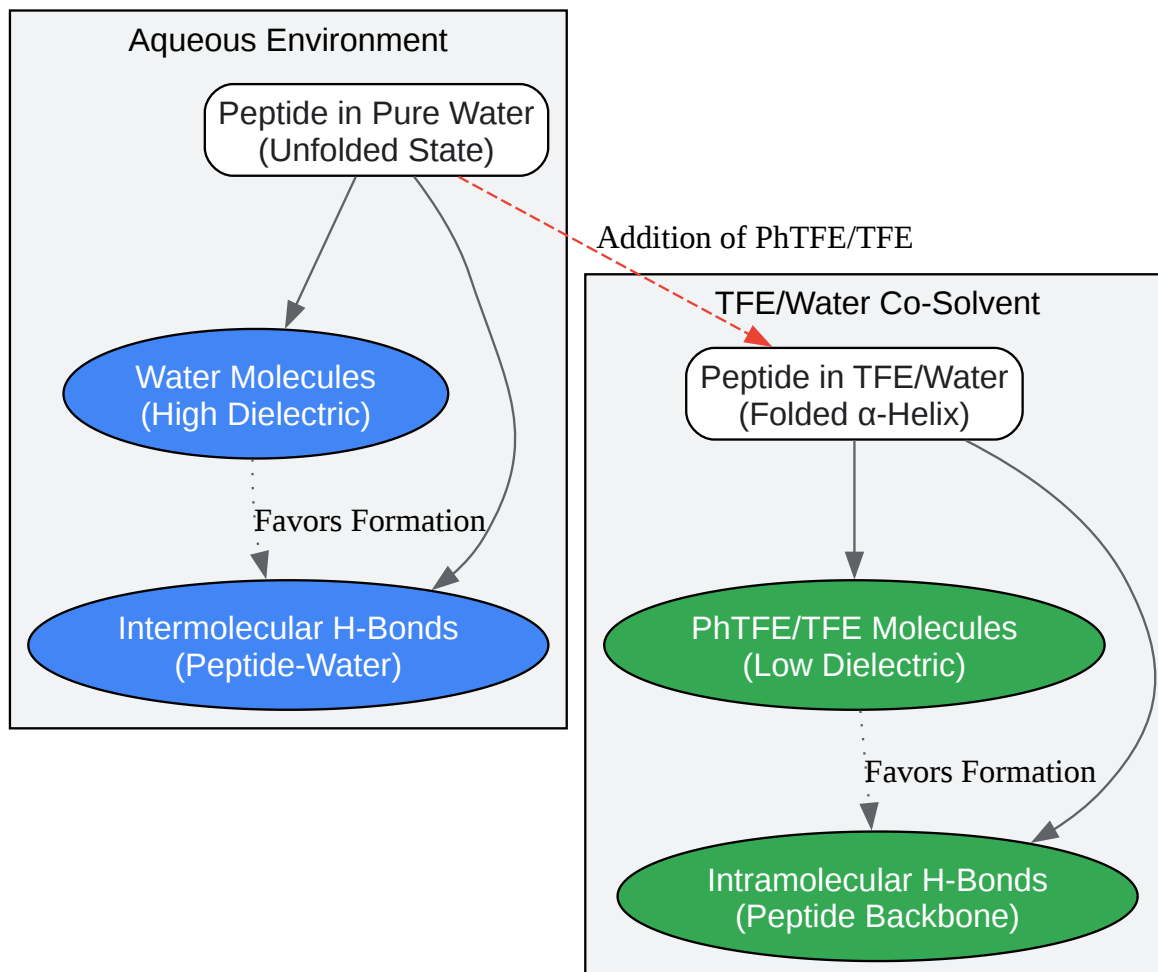 Aqueous Environment
Peptide in Pure Water
(Unfolded State)
Addition of PhTFE/TFE
TFE/Water Co-Solvent
Water Molecules
(High Dielectric)
Peptide in TFE/Water
(Folded α-Helix)
Favors Formation
Intermolecular H-Bonds
(Peptide-Water)
PhTFE/TFE Molecules
(Low Dielectric)
Favors Formation
Intramolecular H-Bonds
(Peptide Backbone)